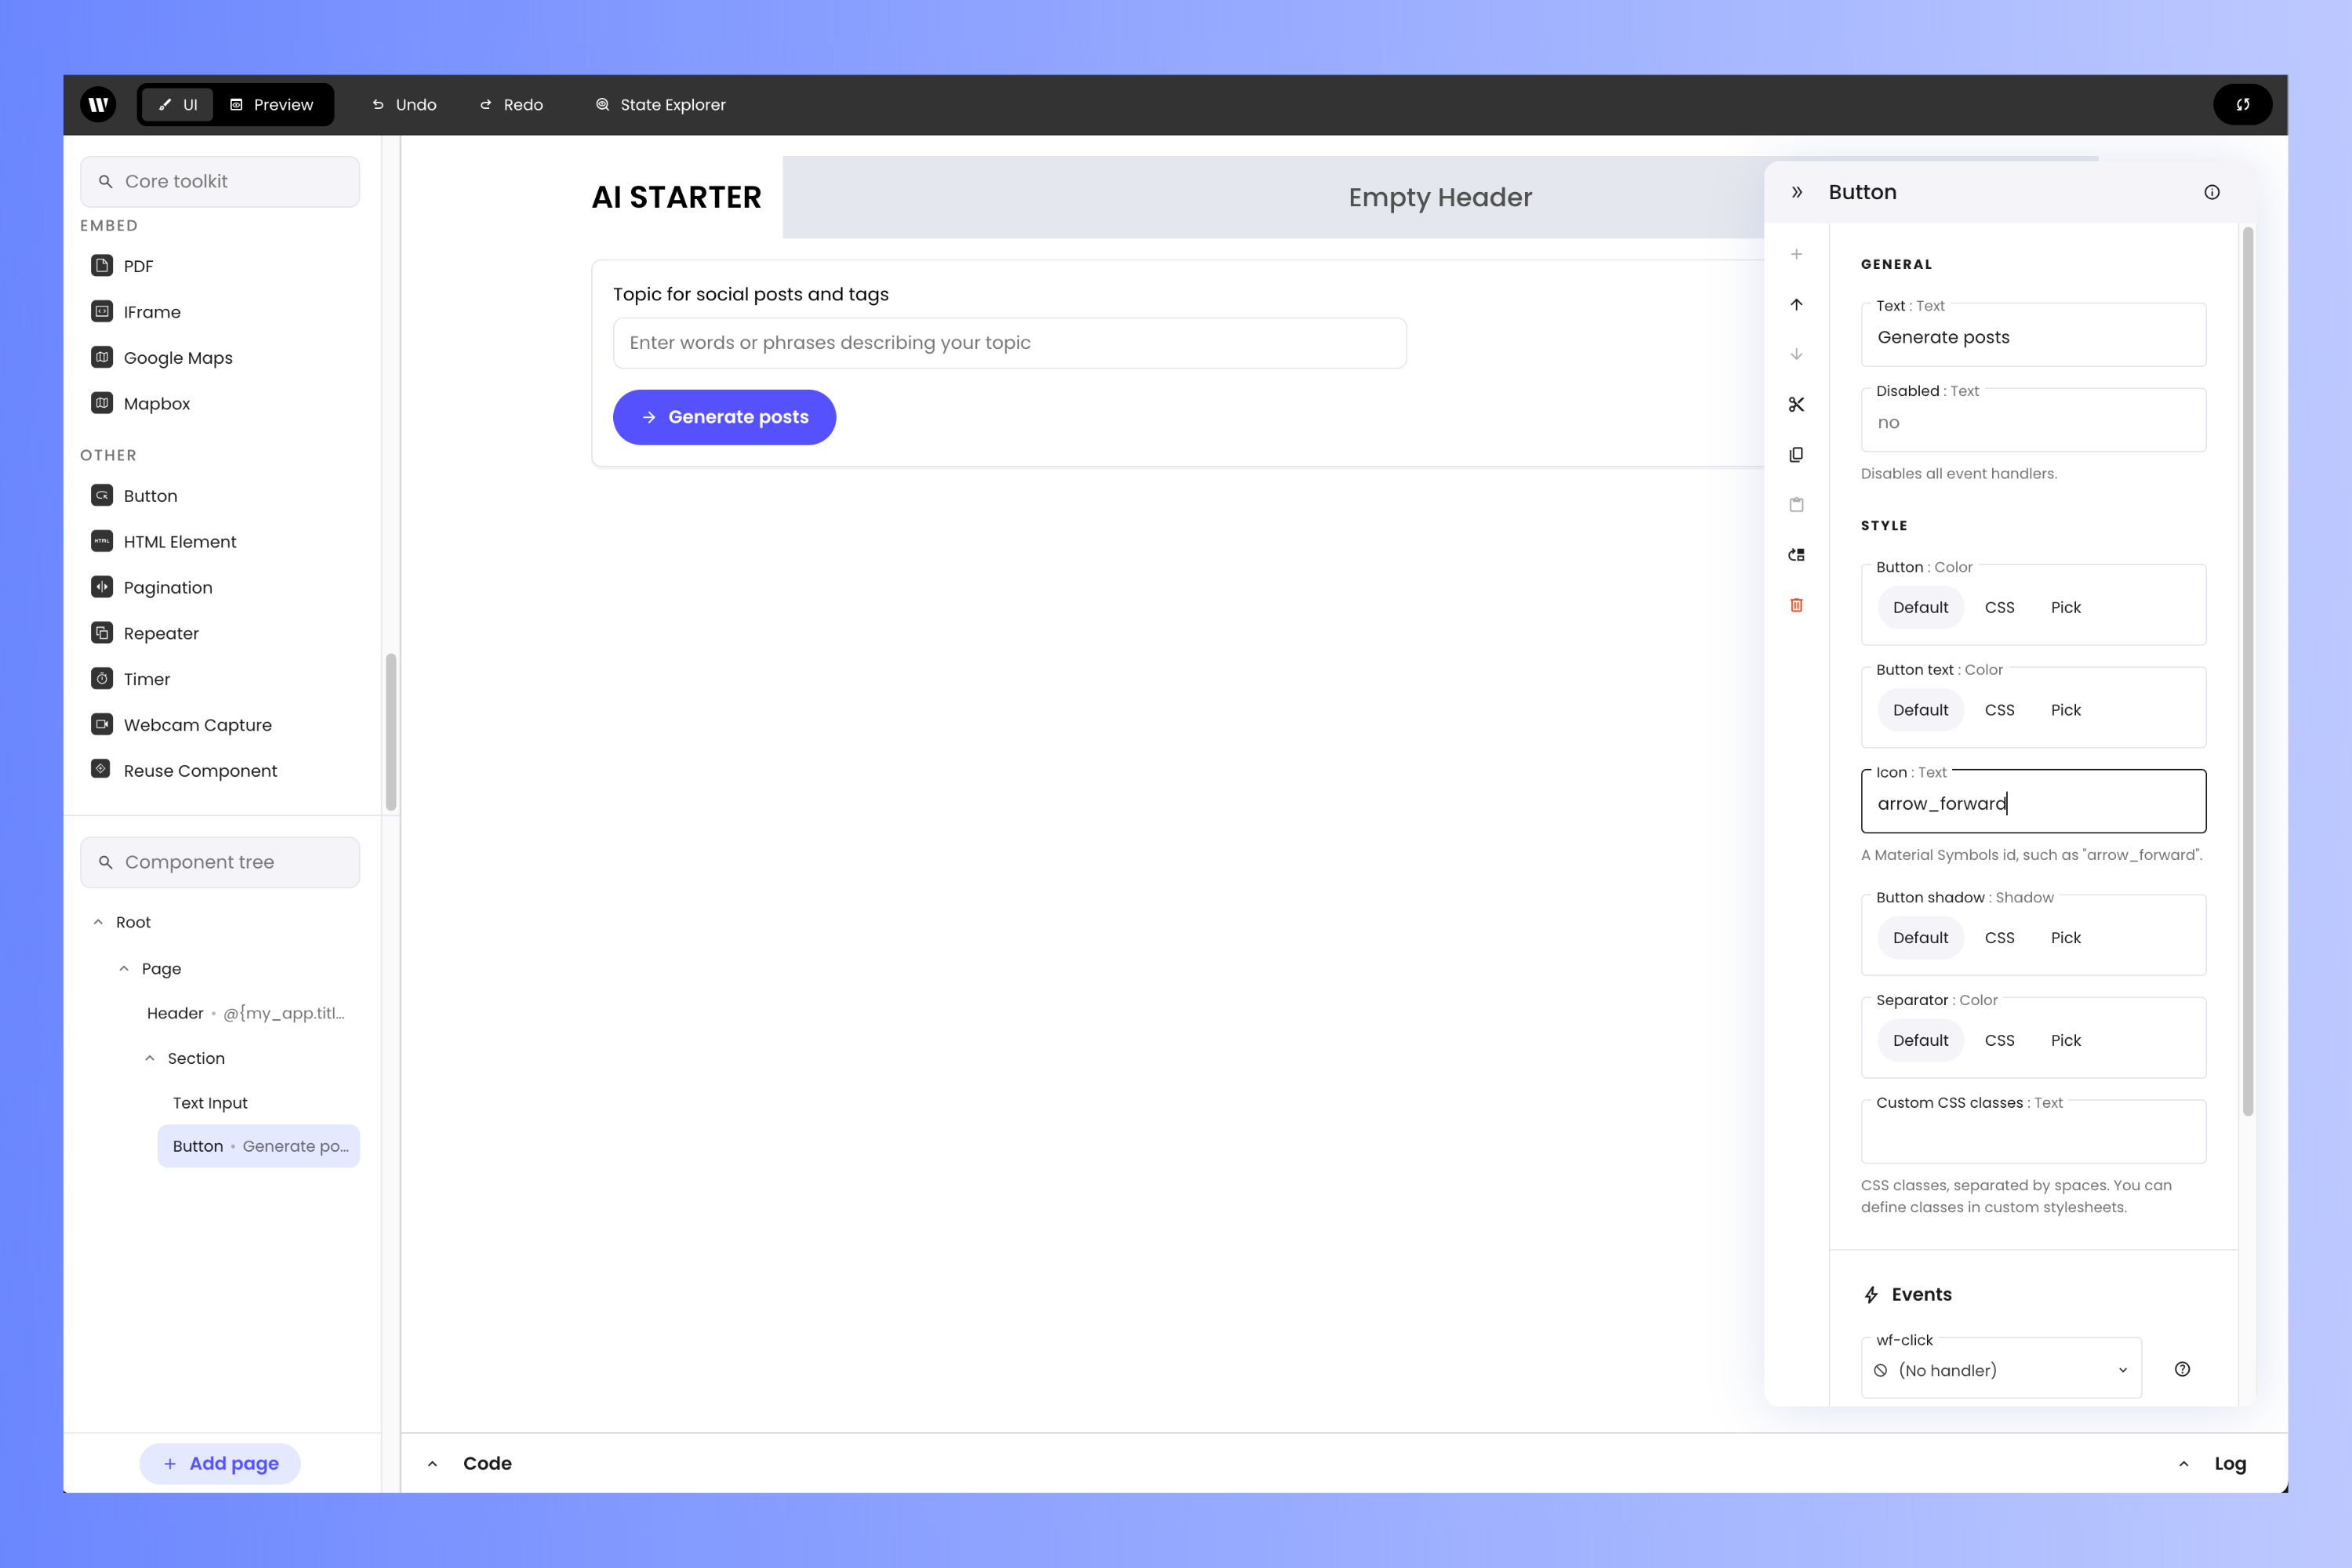 UI
Preview
Undo
Redo
State Explorer
Core toolkit
EMBED
PDF
IFrame
Google Maps
Mapbox
OTHER
Button
HTML Element
Pagination
Repeater
Timer
Webcam Capture
Reuse Component
Component tree
Root
Page
Header • @{my_app.titl...
Section
Text Input
Button • Generate po...
+ Add page
AI STARTER
Empty Header
Topic for social posts and tags
Enter words or phrases describing your topic
Generate posts
Button
GENERAL
Text : Text
Generate posts
Disabled : Text
no
Disables all event handlers.
STYLE
Button : Color
Default CSS Pick
Button text : Color
Default CSS Pick
Icon : Text
arrow_forward
A Material Symbols id, such as "arrow_forward".
Button shadow : Shadow
Default CSS Pick
Separator : Color
Default CSS Pick
Custom CSS classes : Text
CSS classes, separated by spaces. You can
define classes in custom stylesheets.
Events
wf-click
(No handler)
Code
Log